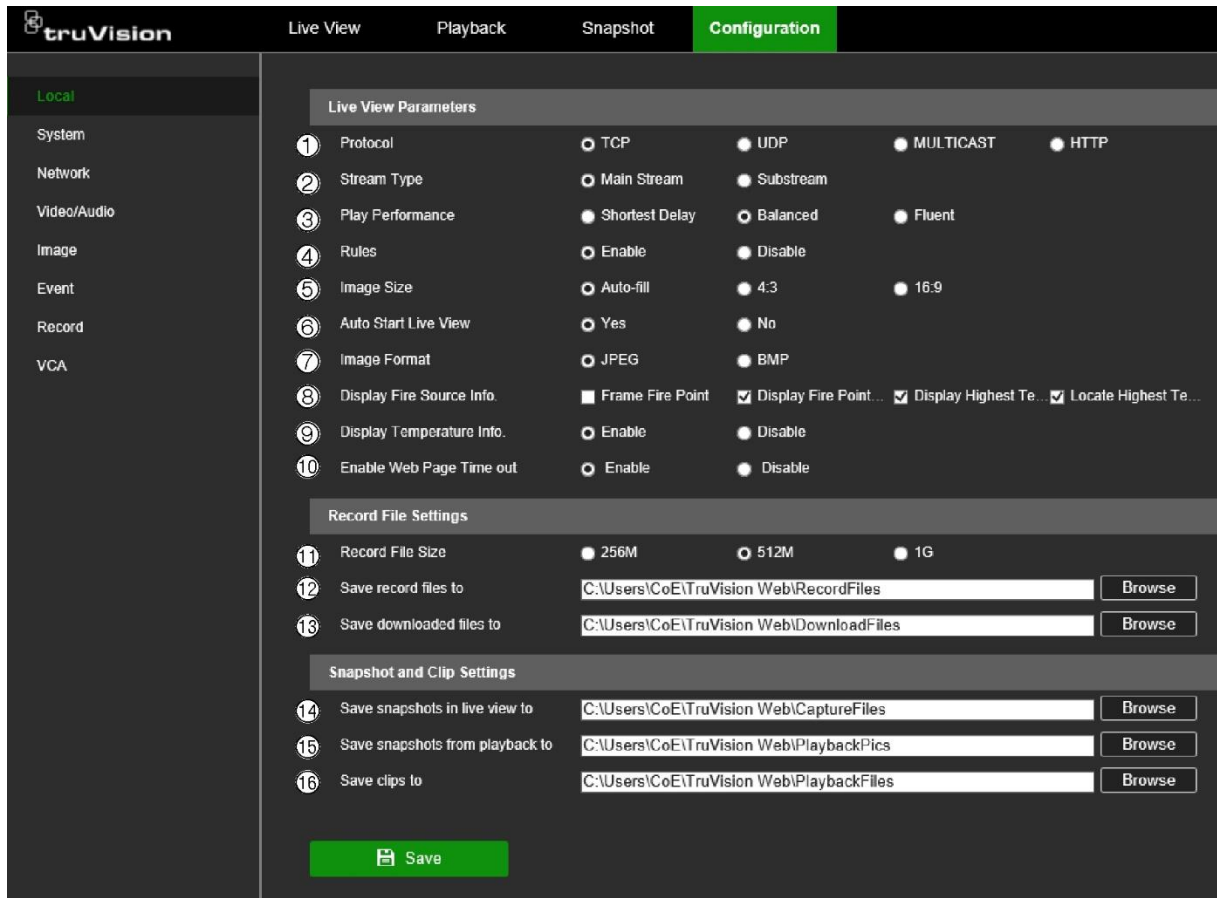 truVision Live View Playback Snapshot Configuration
Local
System
Network
Video/Audio
Image
Event
Record
VCA
Live View Parameters
1 Protocol TCP UDP MULTICAST HTTP
2 Stream Type Main Stream Substream
3 Play Performance Shortest Delay Balanced Fluent
4 Rules Enable Disable
5 Image Size Auto-fill 4:3 16:9
6 Auto Start Live View Yes No
7 Image Format JPEG BMP
8 Display Fire Source Info. Frame Fire Point Display Fire Point... Display Highest Te... Locate Highest Te...
9 Display Temperature Info. Enable Disable
10 Enable Web Page Time out Enable Disable
Record File Settings
11 Record File Size 256M 512M 1G
12 Save record files to C:\Users\CoE\TruVision Web\RecordFiles Browse
13 Save downloaded files to C:\Users\CoE\TruVision Web\DownloadFiles Browse
Snapshot and Clip Settings
14 Save snapshots in live view to C:\Users\CoE\TruVision Web\CaptureFiles Browse
15 Save snapshots from playback to C:\Users\CoE\TruVision Web\PlaybackPics Browse
16 Save clips to C:\Users\CoE\TruVision Web\PlaybackFiles Browse
Save